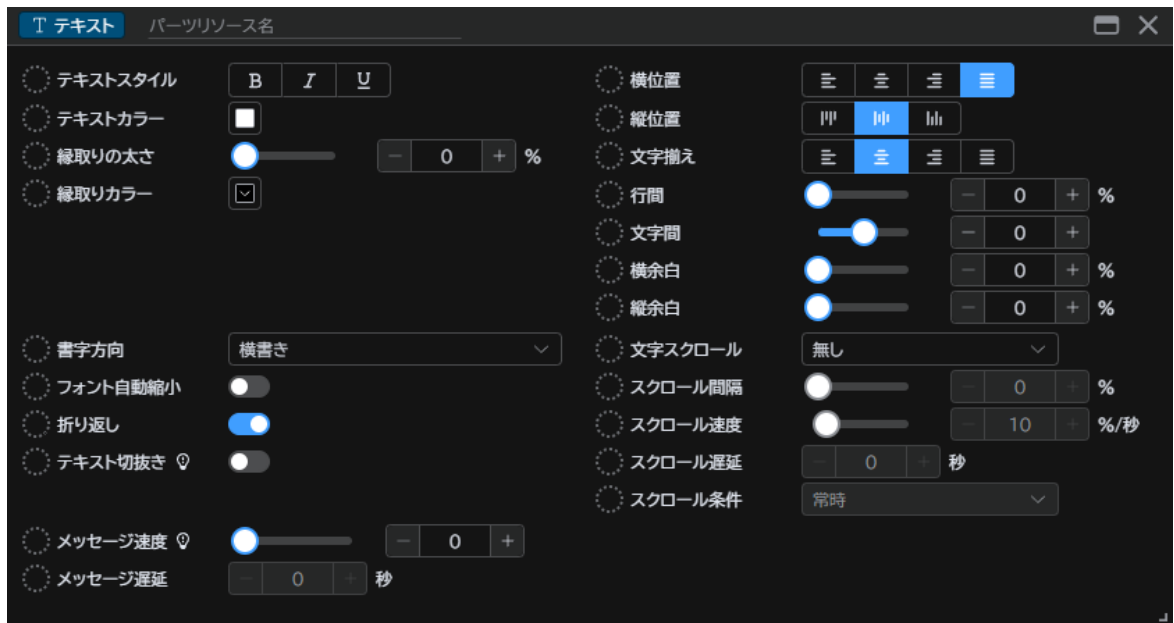 T テキスト パーツリソース名
テキストスタイル B I U
テキストカラー
縁取りの太さ − 0 + %
縁取りカラー
横位置
縦位置
文字揃え
行間 − 0 + %
文字間 − 0 +
横余白 − 0 + %
縦余白 − 0 + %
書字方向 横書き
フォント自動縮小
折り返し
テキスト切抜き
文字スクロール 無し
スクロール間隔 − 0 + %
スクロール速度 − 10 + %/秒
スクロール遅延 − 0 + 秒
スクロール条件 常時
メッセージ速度 − 0 +
メッセージ遅延 − 0 + 秒